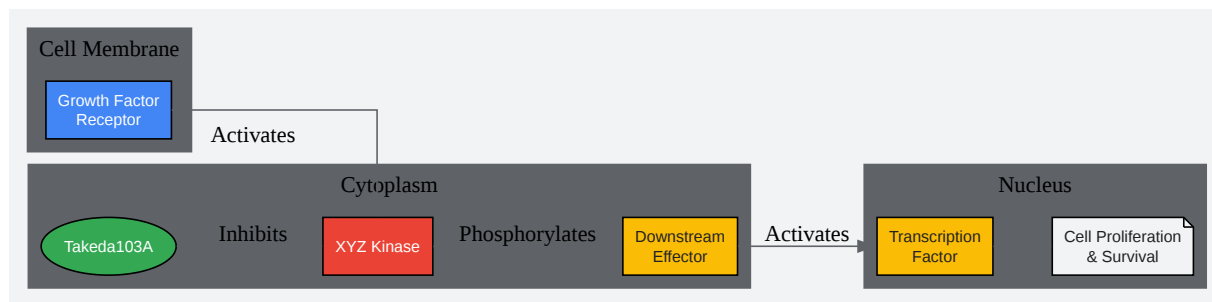 Cell Membrane
Growth Factor
Receptor
Activates
Cytoplasm
Takeda103A
Inhibits
XYZ Kinase
Phosphorylates
Downstream
Effector
Activates
Nucleus
Transcription
Factor
Cell Proliferation
& Survival